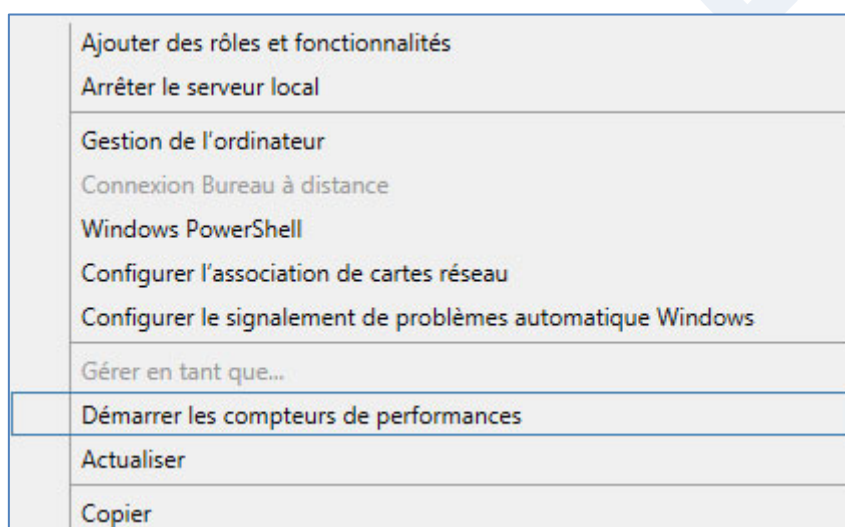 Ajouter des rôles et fonctionnalités
Arrêter le serveur local
Gestion de l'ordinateur
Connexion Bureau à distance
Windows PowerShell
Configurer l'association de cartes réseau
Configurer le signalement de problèmes automatique Windows
Gérer en tant que...
Démarrer les compteurs de performances
Actualiser
Copier